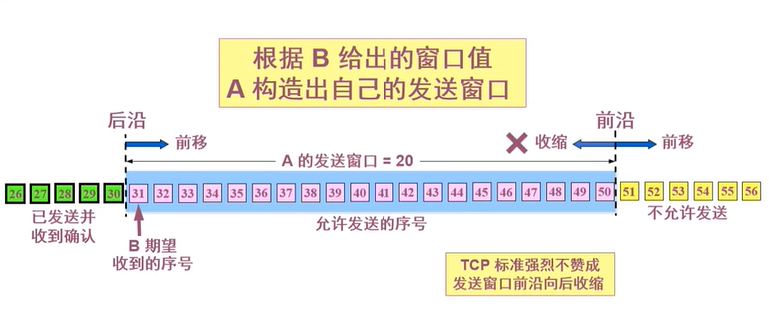 根据 B 给出的窗口值
A 构造出自己的发送窗口
后沿
前沿
前移
收缩
前移
A 的发送窗口 = 20
26 27 28 29 30 31 32 33 34 35 36 37 38 39 40 41 42 43 44 45 46 47 48 49 50 51 52 53 54 55 56
已发送并
收到确认
允许发送的序号
不允许发送
B 期望
收到的序号
TCP 标准强烈不赞成
发送窗口前沿向后收缩